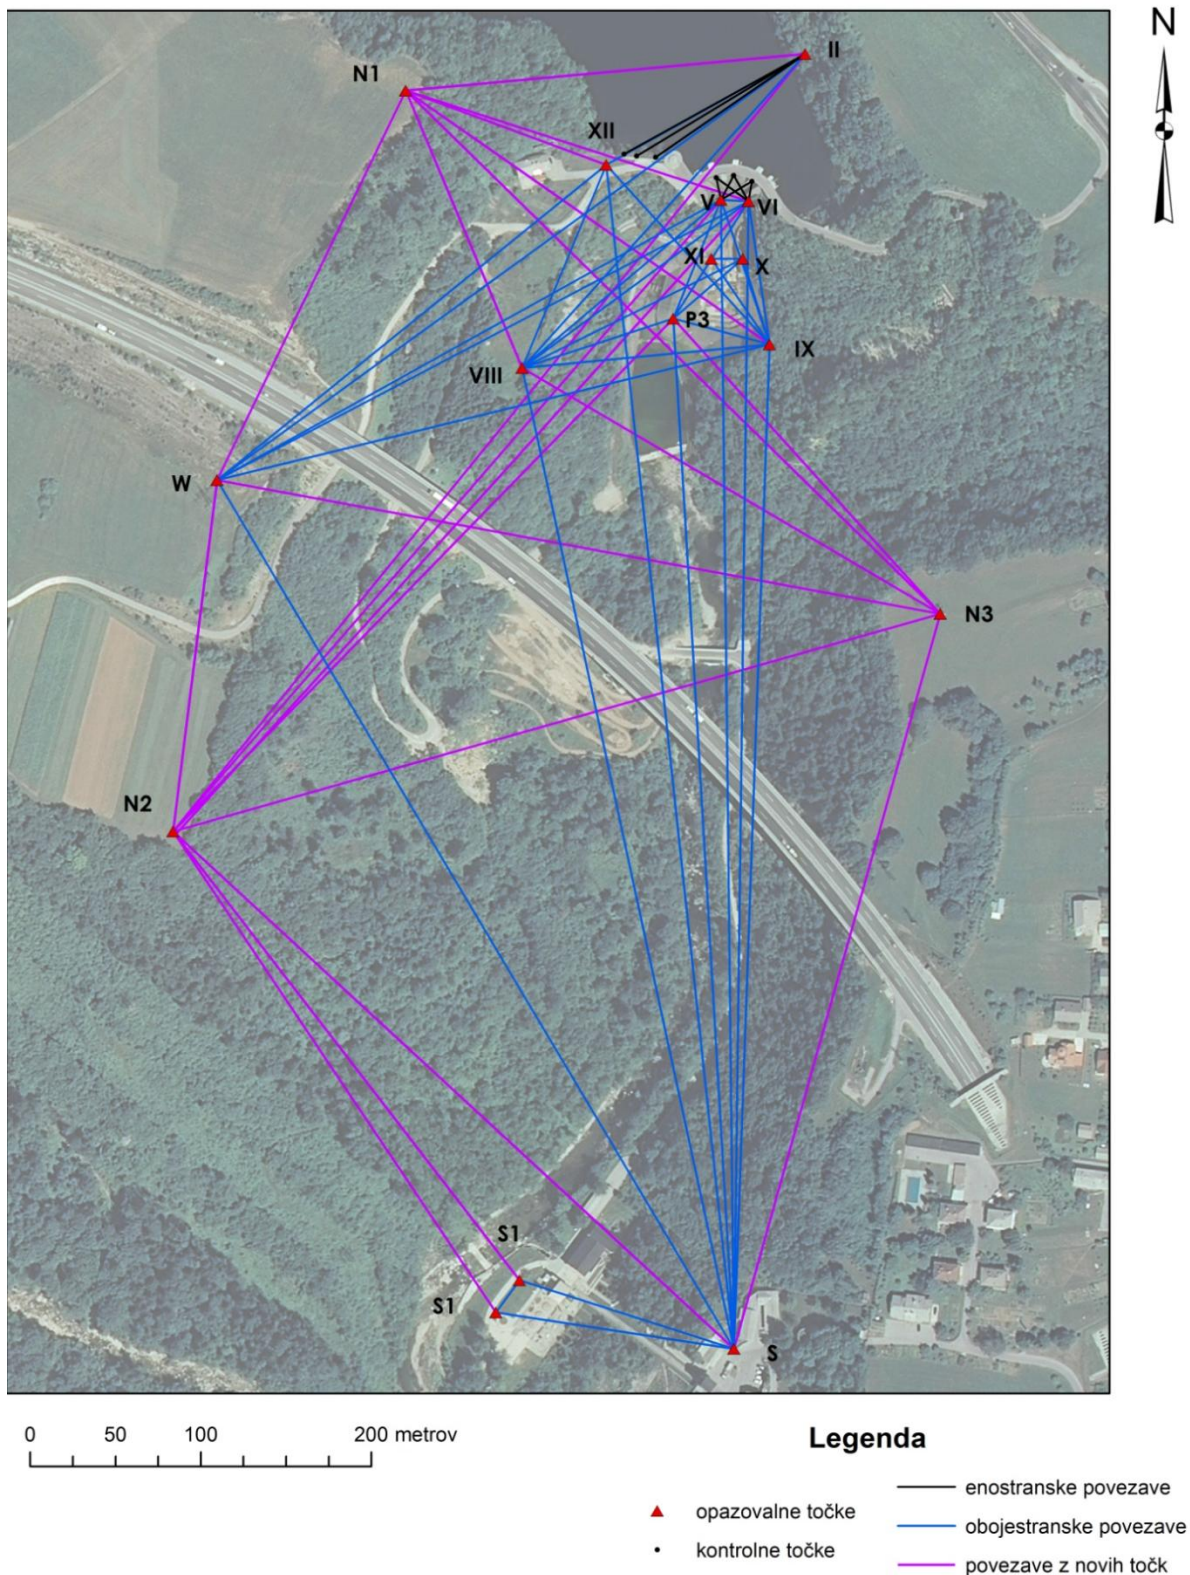 N
II
N1
XII
V
VI
XI
X
P3
IX
VIII
W
N3
N2
S1
S1
S
0 50 100 200 metrov
Legenda
opazovalne točke
kontrolne točke
enostranske povezave
obojestranske povezave
povezave z novih točk